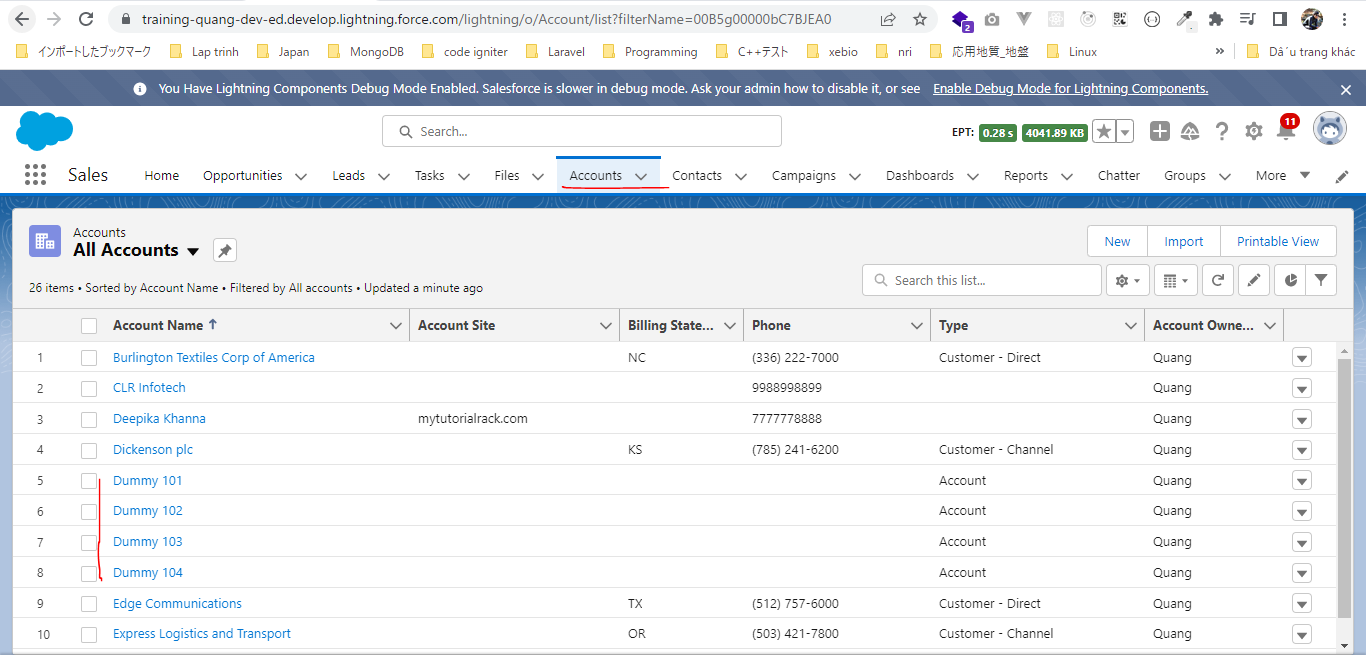 training-quang-dev-ed.develop.lightning.force.com/lightning/o/Account/list?filterName=00B5g00000bC7BJEA0
2
インポートしたブックマーク Lap trinh Japan MongoDB code igniter Laravel Programming C++テスト xebio nri 応用地質_地盤 Linux » Dấu trang khác
You Have Lightning Components Debug Mode Enabled. Salesforce is slower in debug mode. Ask your admin how to disable it, or see Enable Debug Mode for Lightning Components.
Search... EPT: 0.28 s 4041.89 KB 11
Sales Home Opportunities Leads Tasks Files Accounts Contacts Campaigns Dashboards Reports Chatter Groups More
Accounts
All Accounts
New Import Printable View
26 items • Sorted by Account Name • Filtered by All accounts • Updated a minute ago
Search this list...
Account Name ↑ Account Site Billing State... Phone Type Account Owne...
1 Burlington Textiles Corp of America NC (336) 222-7000 Customer - Direct Quang
2 CLR Infotech 9988998899 Quang
3 Deepika Khanna mytutorialrack.com 7777778888 Quang
4 Dickenson plc KS (785) 241-6200 Customer - Channel Quang
5 Dummy 101 Account Quang
6 Dummy 102 Account Quang
7 Dummy 103 Account Quang
8 Dummy 104 Account Quang
9 Edge Communications TX (512) 757-6000 Customer - Direct Quang
10 Express Logistics and Transport OR (503) 421-7800 Customer - Channel Quang